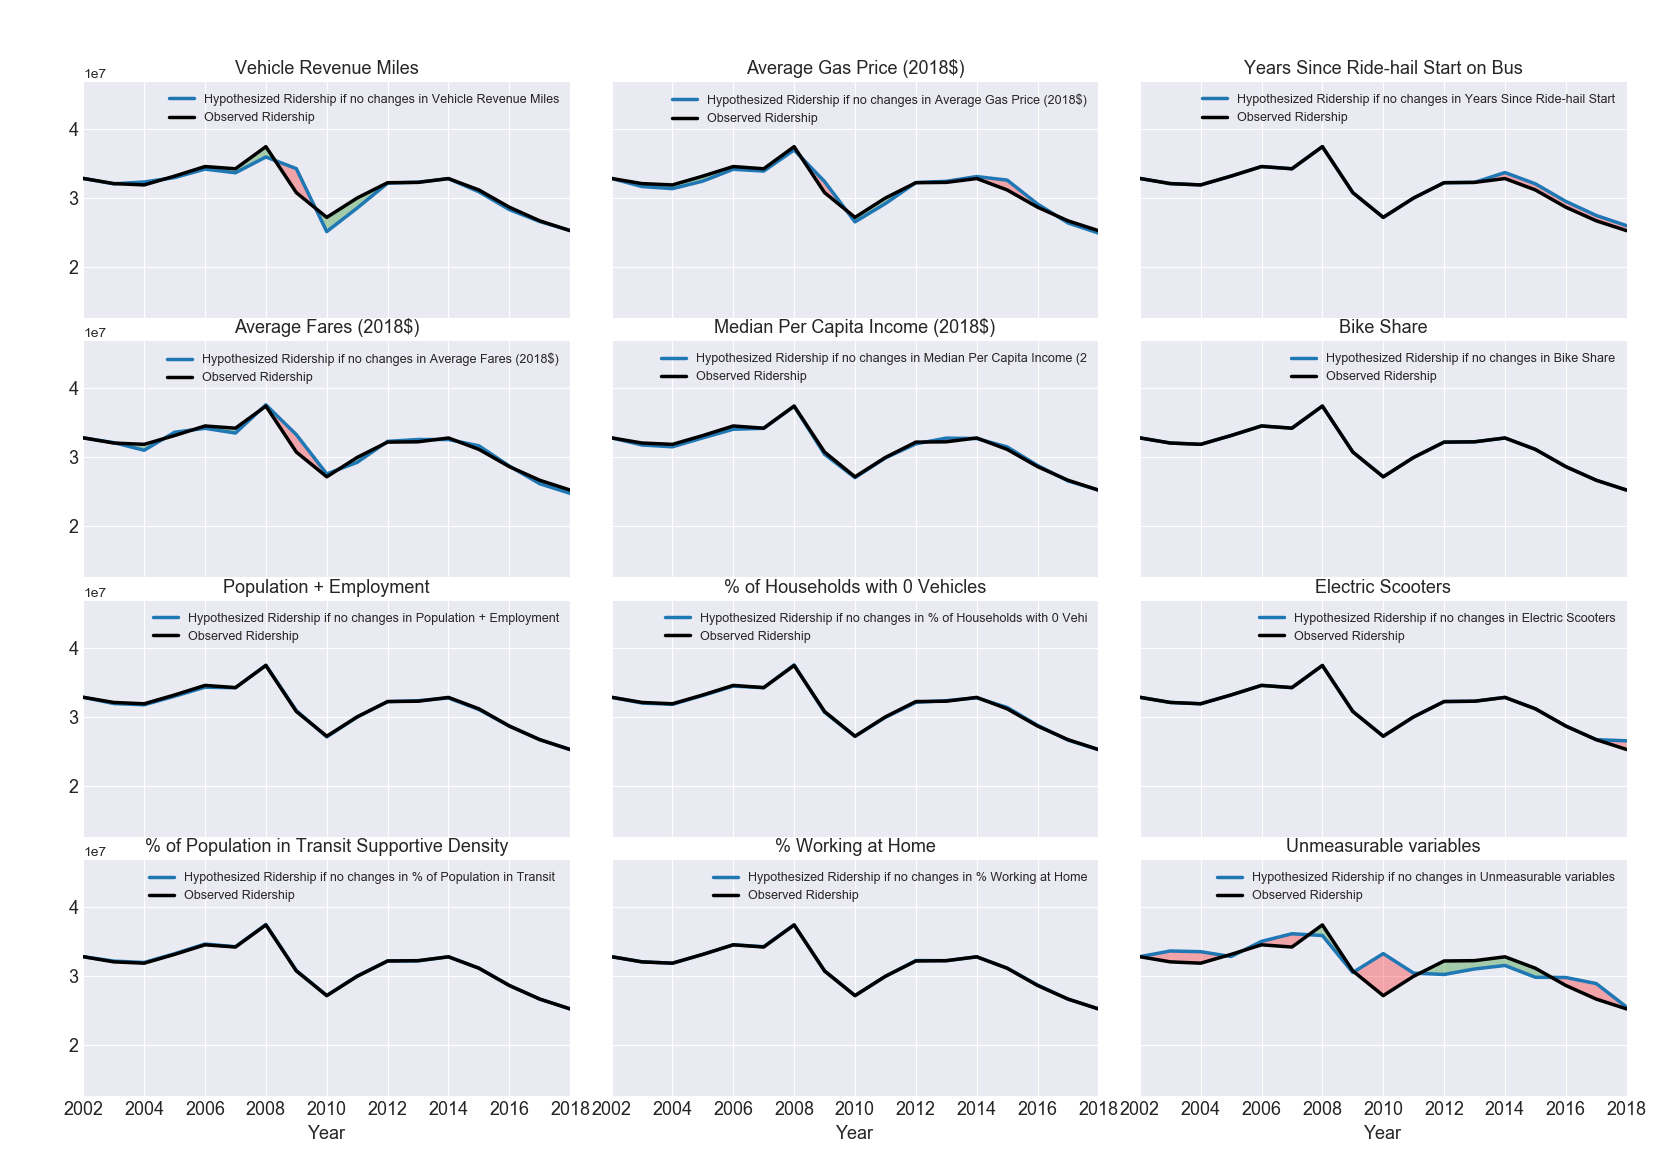 Vehicle Revenue Miles
1e7
Hypothesized Ridership if no changes in Vehicle Revenue Miles
Observed Ridership
4
3
2
Average Gas Price (2018$)
Hypothesized Ridership if no changes in Average Gas Price (2018$)
Observed Ridership
Years Since Ride-hail Start on Bus
Hypothesized Ridership if no changes in Years Since Ride-hail Start
Observed Ridership
Average Fares (2018$)
1e7
Hypothesized Ridership if no changes in Average Fares (2018$)
Observed Ridership
4
3
2
Median Per Capita Income (2018$)
Hypothesized Ridership if no changes in Median Per Capita Income (2
Observed Ridership
Bike Share
Hypothesized Ridership if no changes in Bike Share
Observed Ridership
Population + Employment
1e7
Hypothesized Ridership if no changes in Population + Employment
Observed Ridership
4
3
2
% of Households with 0 Vehicles
Hypothesized Ridership if no changes in % of Households with 0 Vehi
Observed Ridership
Electric Scooters
Hypothesized Ridership if no changes in Electric Scooters
Observed Ridership
% of Population in Transit Supportive Density
1e7
Hypothesized Ridership if no changes in % of Population in Transit
Observed Ridership
4
3
2
2002 2004 2006 2008 2010 2012 2014 2016 2018
Year
% Working at Home
Hypothesized Ridership if no changes in % Working at Home
Observed Ridership
2002 2004 2006 2008 2010 2012 2014 2016 2018
Year
Unmeasurable variables
Hypothesized Ridership if no changes in Unmeasurable variables
Observed Ridership
2002 2004 2006 2008 2010 2012 2014 2016 2018
Year